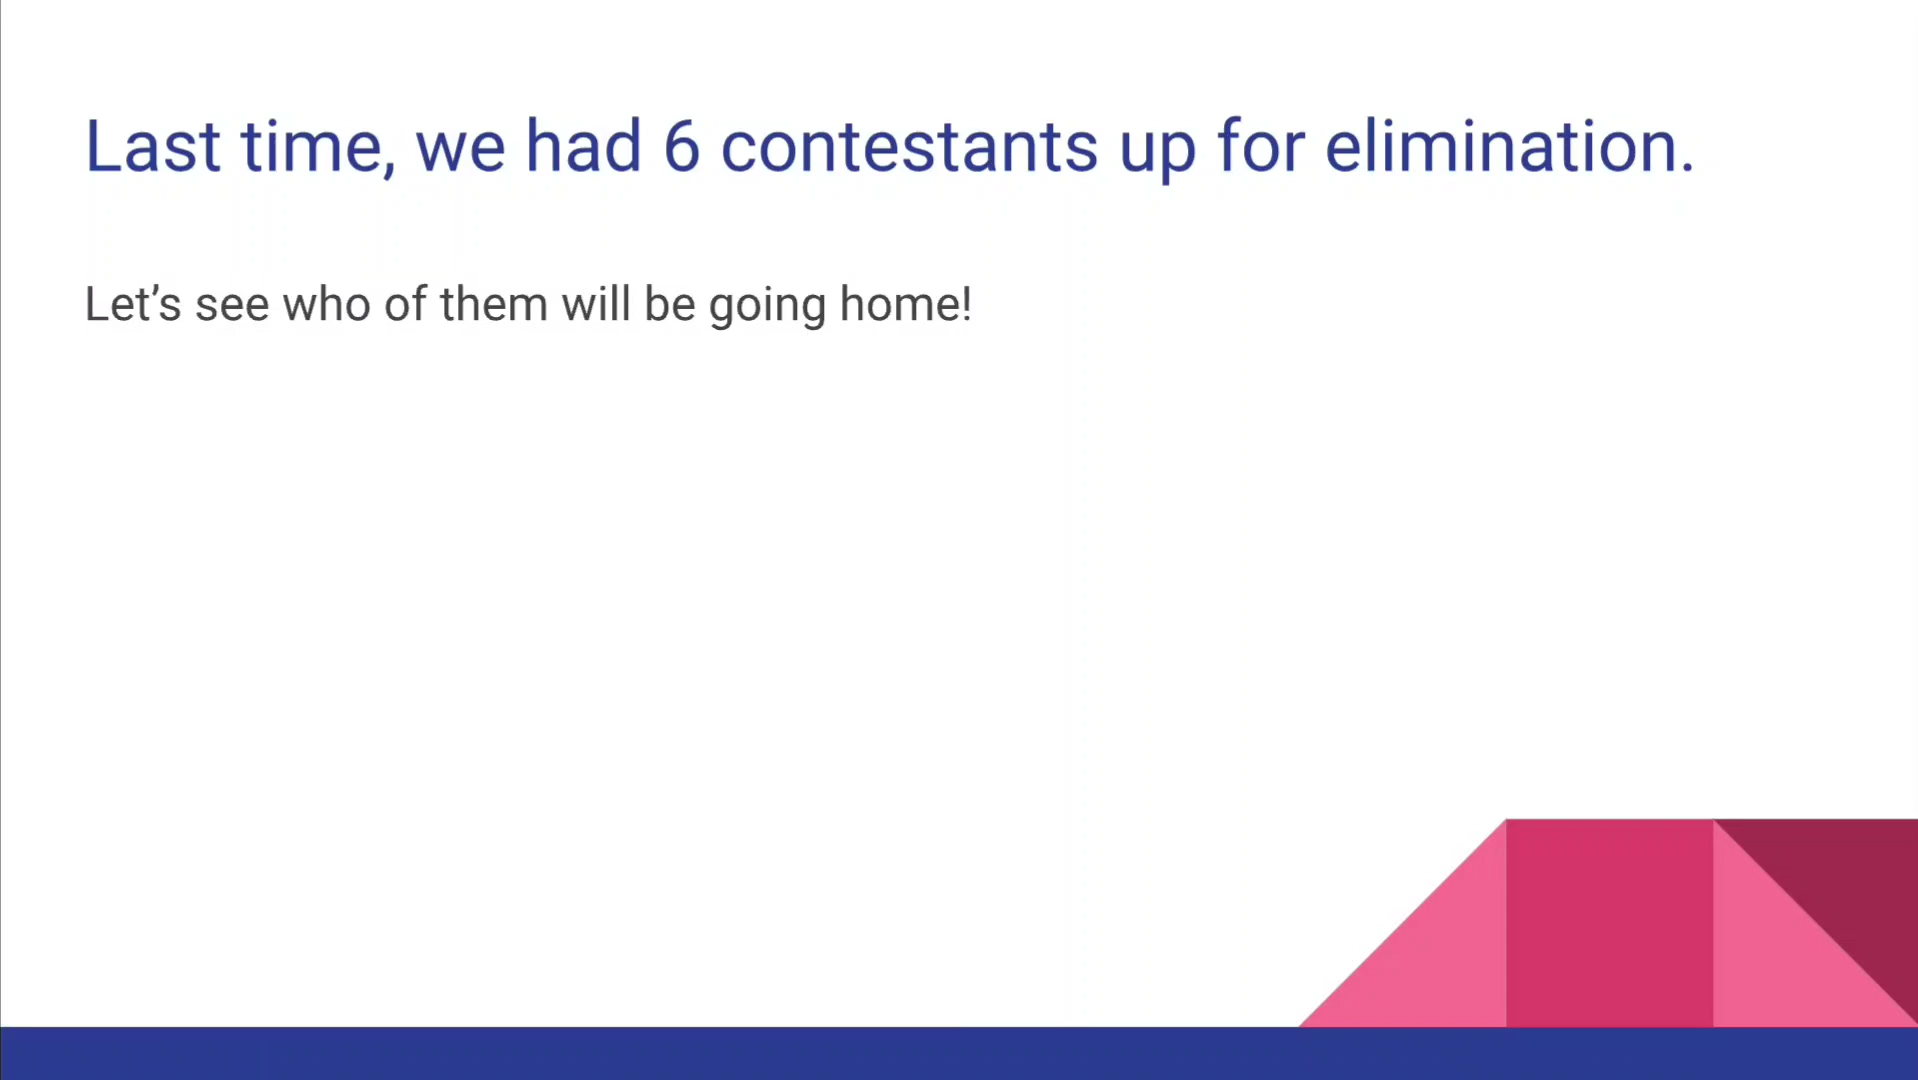 Last time, we had 6 contestants up for elimination.
Let’s see who of them will be going home!